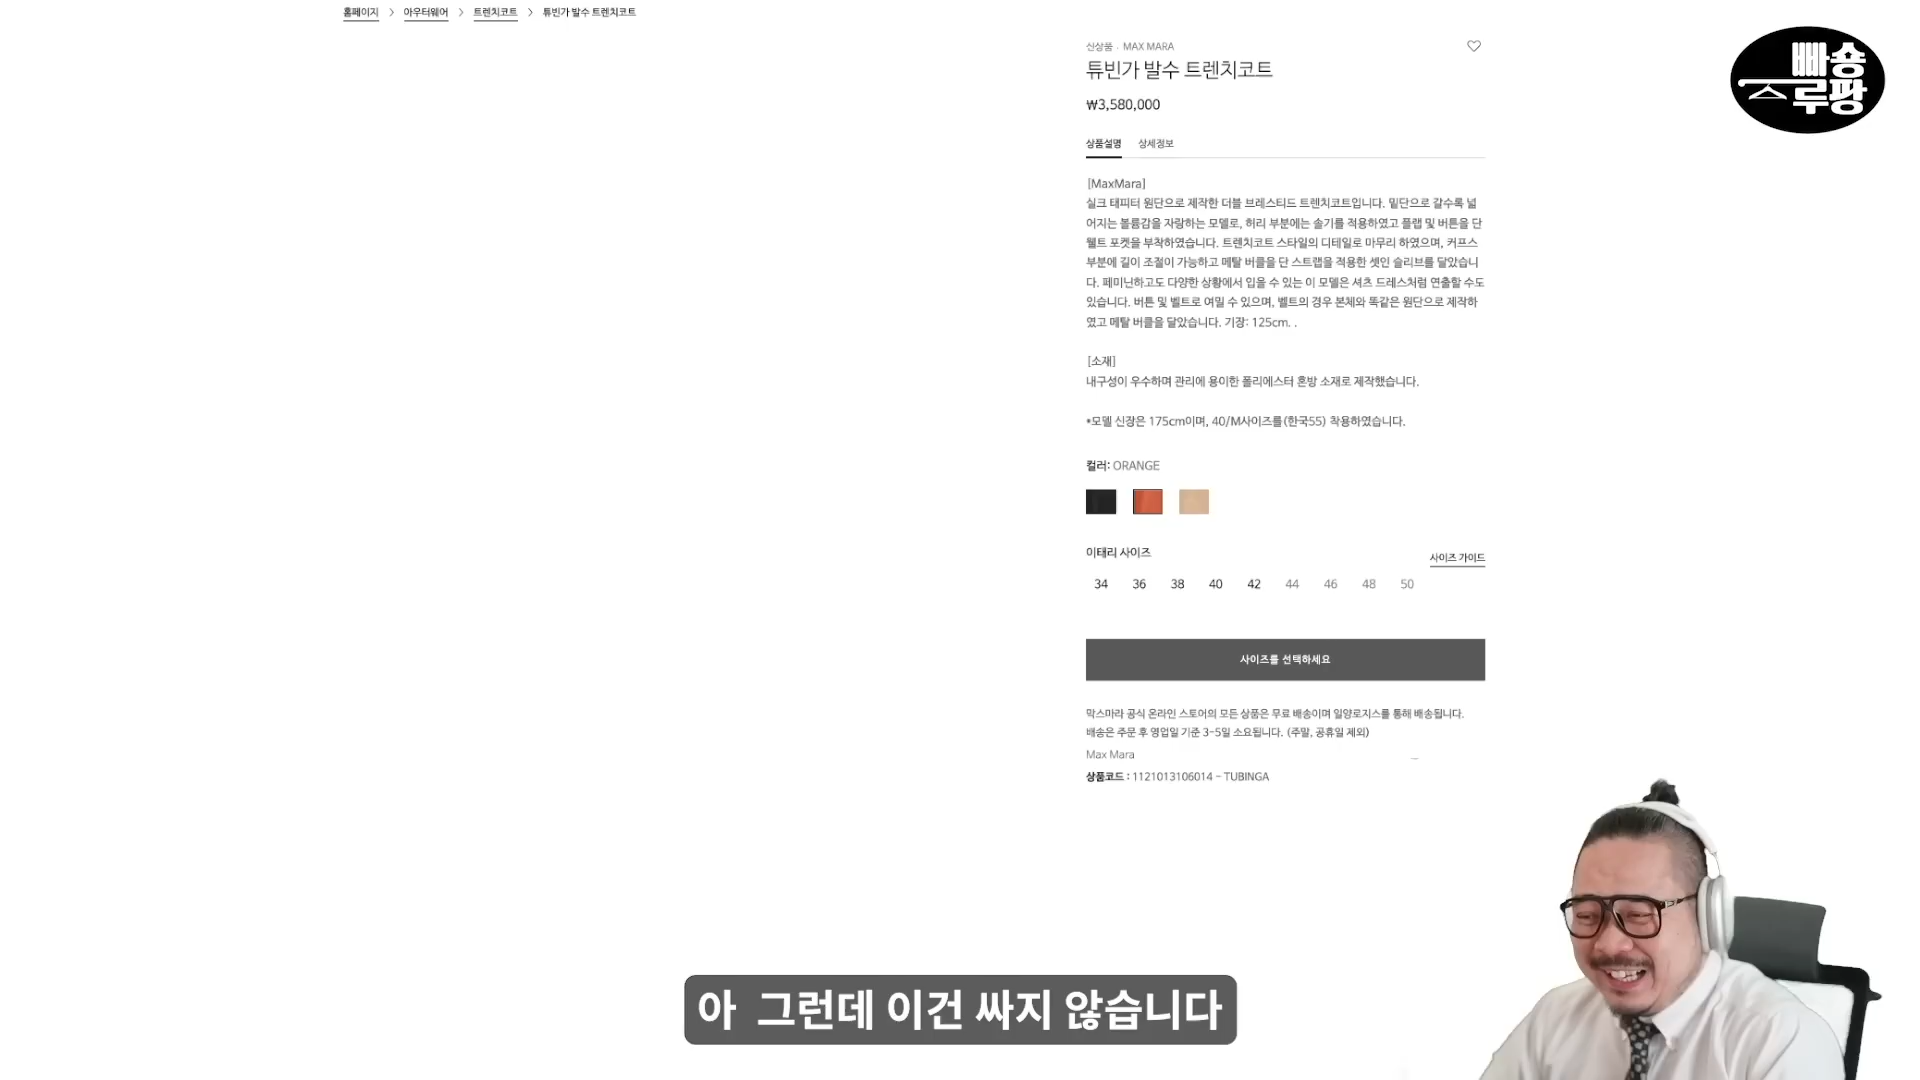 홈페이지 > 아우터웨어 > 트렌치코트 > 튜빈가 발수 트렌치코트
신상품 · MAX MARA
튜빈가 발수 트렌치코트
₩3,580,000
상품설명 상세정보
[MaxMara]
실크 태피터 원단으로 제작한 더블 브레스티드 트렌치코트입니다. 밑단으로 갈수록 넓
어지는 볼륨감을 자랑하는 모델로, 허리 부분에는 솔기를 적용하였고 플랩 및 버튼을 단
웰트 포켓을 부착하였습니다. 트렌치코트 스타일의 디테일로 마무리 하였으며, 커프스
부분에 길이 조절이 가능하고 메탈 버클을 단 스트랩을 적용한 셋인 슬리브를 달았습니
다. 페미닌하고도 다양한 상황에서 입을 수 있는 이 모델은 셔츠 드레스처럼 연출할 수도
있습니다. 버튼 및 벨트로 여밀 수 있으며, 벨트의 경우 본체와 똑같은 원단으로 제작하
였고 메탈 버클을 달았습니다. 기장: 125cm. .
[소재]
내구성이 우수하며 관리에 용이한 폴리에스터 혼방 소재로 제작했습니다.
*모델 신장은 175cm이며, 40/M사이즈를(한국55) 착용하였습니다.
컬러: ORANGE
이태리 사이즈
사이즈 가이드
34 36 38 40 42 44 46 48 50
사이즈를 선택하세요
막스마라 공식 온라인 스토어의 모든 상품은 무료 배송이며 일양로지스를 통해 배송됩니다.
배송은 주문 후 영업일 기준 3-5일 소요됩니다. (주말, 공휴일 제외)
Max Mara
상품코드 : 1121013106014 - TUBINGA
빠숑
루팡
아 그런데 이건 싸지 않습니다